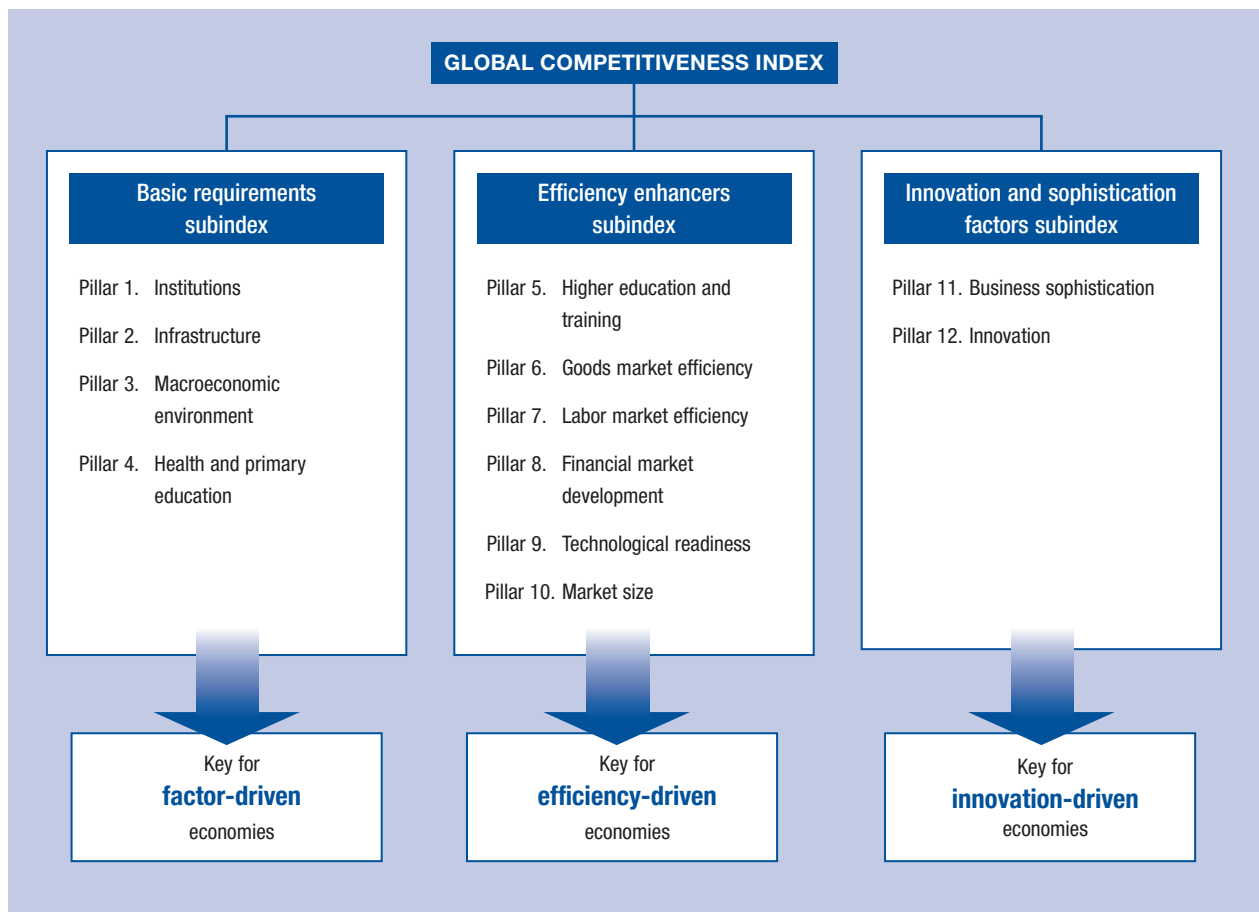 GLOBAL COMPETITIVENESS INDEX
Basic requirements
subindex
Pillar 1. Institutions
Pillar 2. Infrastructure
Pillar 3. Macroeconomic
environment
Pillar 4. Health and primary
education
Key for
factor-driven
economies
Efficiency enhancers
subindex
Pillar 5. Higher education and
training
Pillar 6. Goods market efficiency
Pillar 7. Labor market efficiency
Pillar 8. Financial market
development
Pillar 9. Technological readiness
Pillar 10. Market size
Key for
efficiency-driven
economies
Innovation and sophistication
factors subindex
Pillar 11. Business sophistication
Pillar 12. Innovation
Key for
innovation-driven
economies